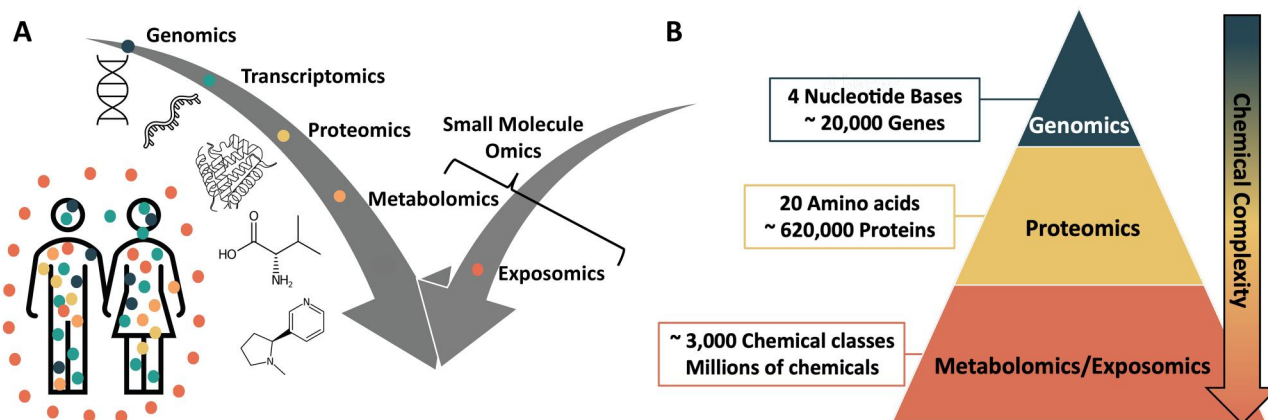 A
Genomics
Transcriptomics
Proteomics
Metabolomics
Small Molecule
Omics
Exposomics
O
HO
NH₂
N
N
B
4 Nucleotide Bases
~ 20,000 Genes
Genomics
20 Amino acids
~ 620,000 Proteins
Proteomics
~ 3,000 Chemical classes
Millions of chemicals
Metabolomics/Exposomics
Chemical Complexity